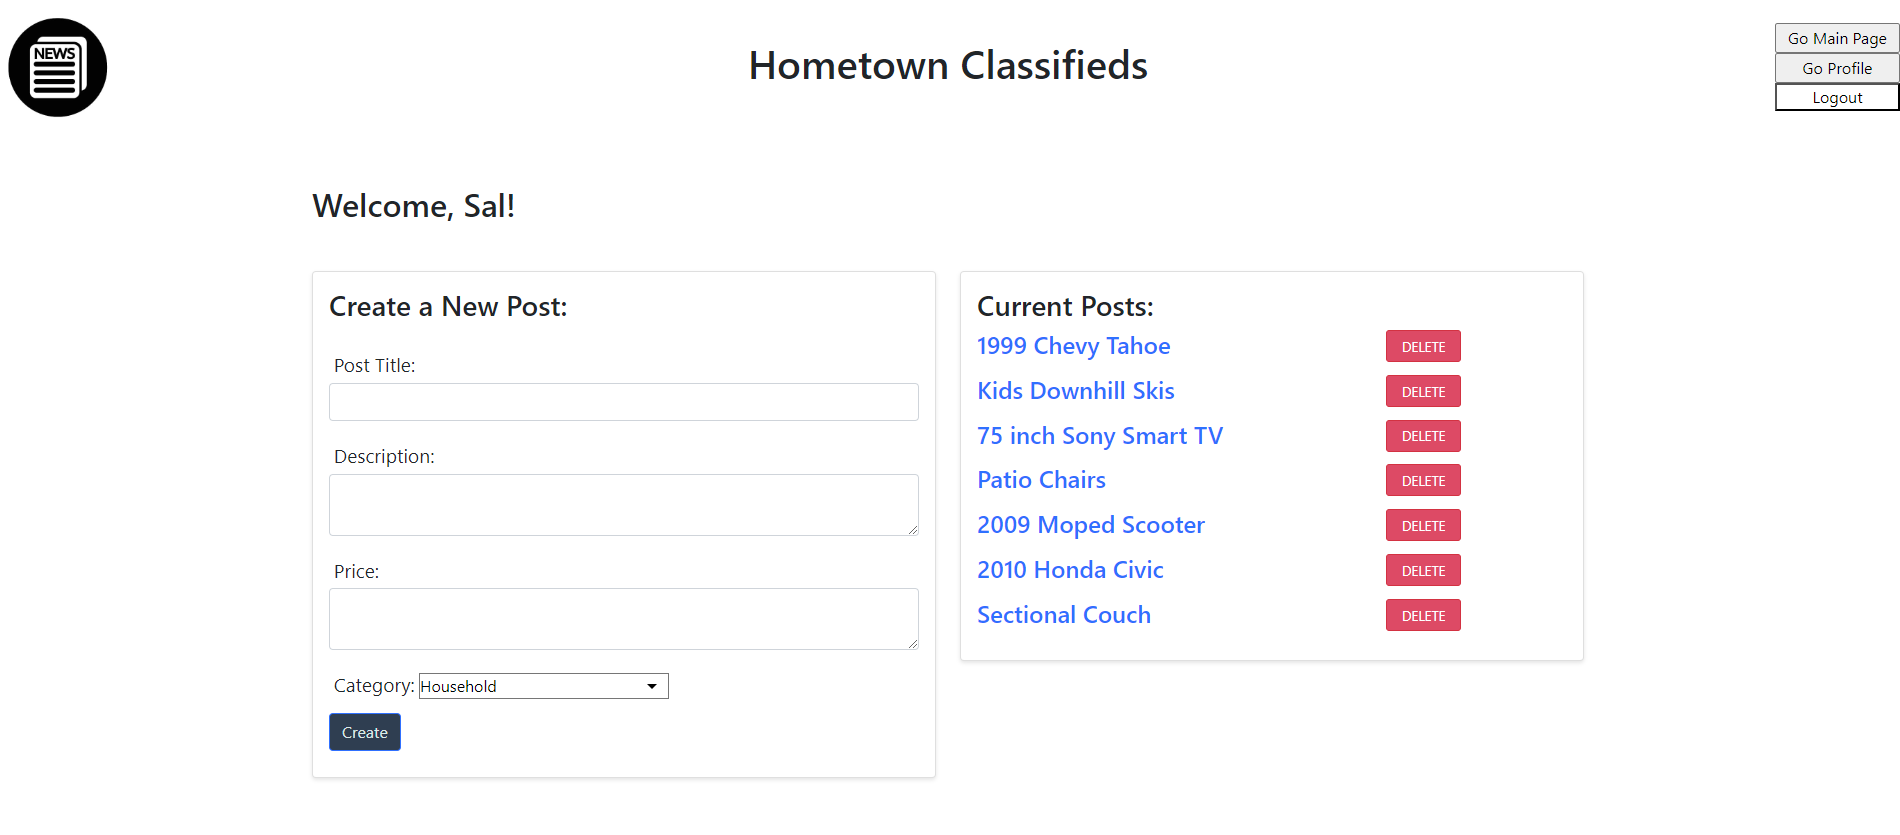 NEWS
Hometown Classifieds
Go Main Page
Go Profile
Logout
Welcome, Sal!
Create a New Post:
Post Title:
Description:
Price:
Category: Household
Create
Current Posts:
1999 Chevy Tahoe DELETE
Kids Downhill Skis DELETE
75 inch Sony Smart TV DELETE
Patio Chairs DELETE
2009 Moped Scooter DELETE
2010 Honda Civic DELETE
Sectional Couch DELETE